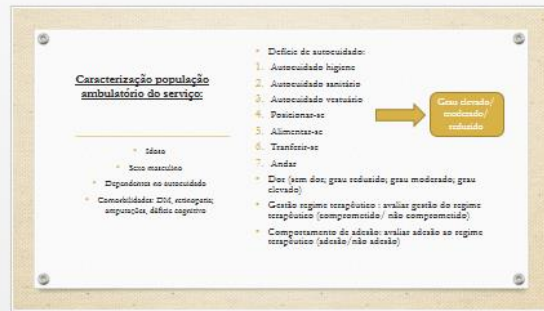 Caracterização população
ambulatório do serviço:
Idoso
Sexo masculino
Dependentes no autocuidado
Comorbilidades: DM, retinopatia;
amputações, défice cognitivo
Deficie de autocuidado:
1. Autocuidado higiene
2. Autocuidado sanitário
3. Autocuidado vestuário
4. Posicionar-se
5. Alimentar-se
6. Tranferir-se
7. Andar
Dor (sem dor; grau reduzido; grau moderado; grau
elevado)
Gestão regime terapêutico : avaliar gestão do regime
terapêutico (comprometido/ não comprometido)
Comportamento de adesão: avaliar adesão ao regime
terapêutico (adesão/não adesão)
Grau elevado/
moderado/
reduzido